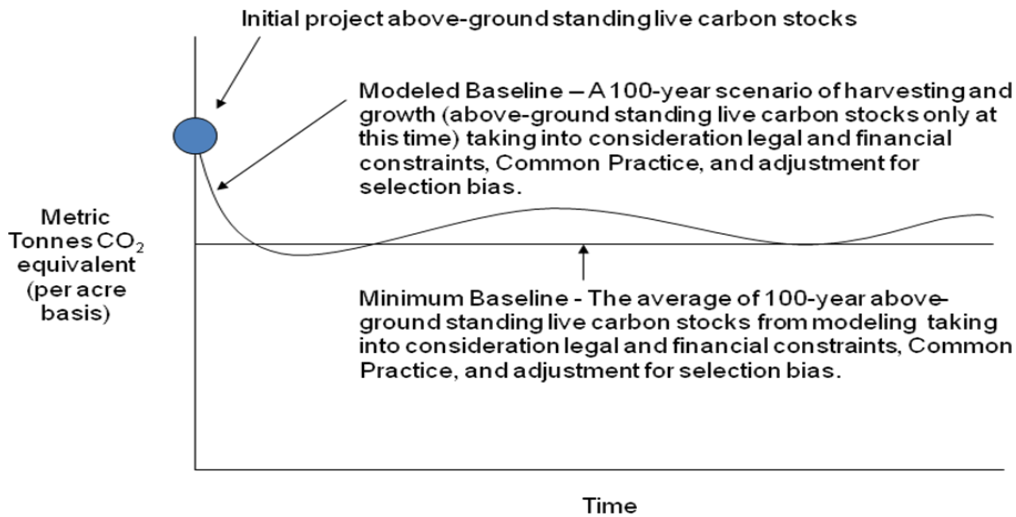 Initial project above-ground standing live carbon stocks
Modeled Baseline – A 100-year scenario of harvesting and
growth (above-ground standing live carbon stocks only at
this time) taking into consideration legal and financial
constraints, Common Practice, and adjustment for
selection bias.
Metric
Tonnes CO₂
equivalent
(per acre
basis)
Minimum Baseline - The average of 100-year above-
ground standing live carbon stocks from modeling taking
into consideration legal and financial constraints, Common
Practice, and adjustment for selection bias.
Time